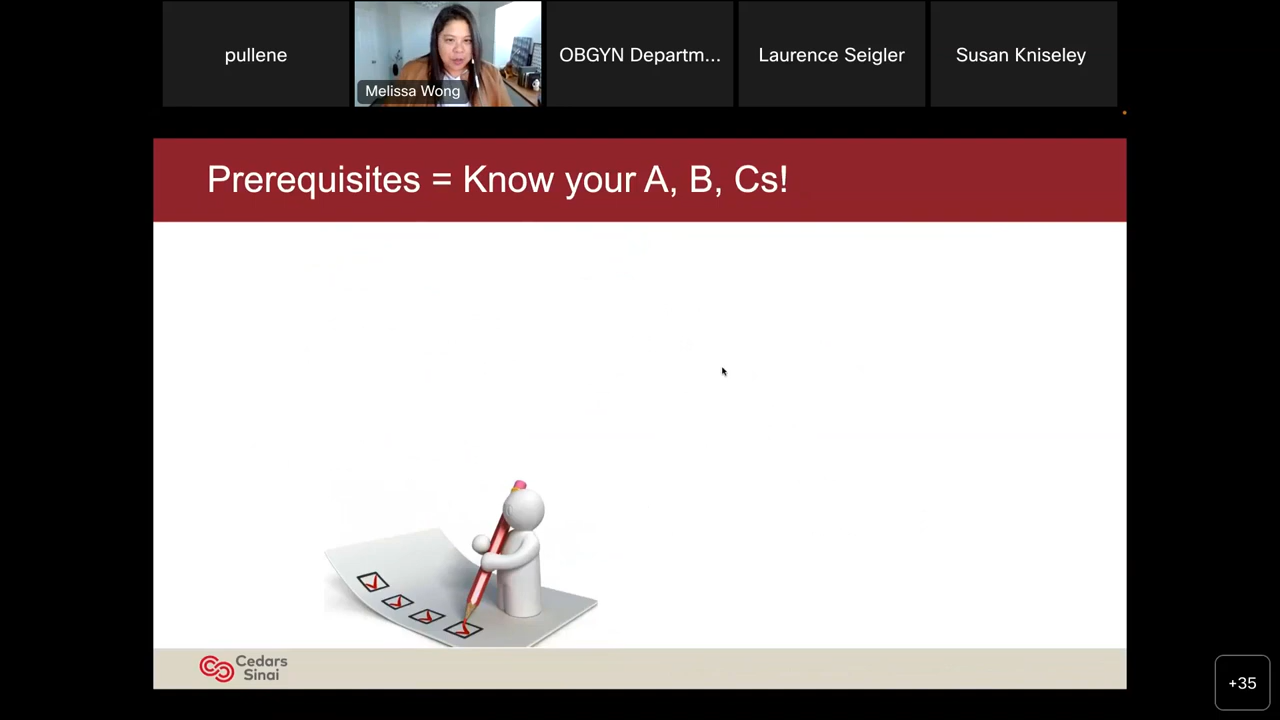 pullene
Melissa Wong
OBGYN Departm...
Laurence Seigler
Susan Kniseley
Prerequisites = Know your A, B, Cs!
Cedars
Sinai
+35